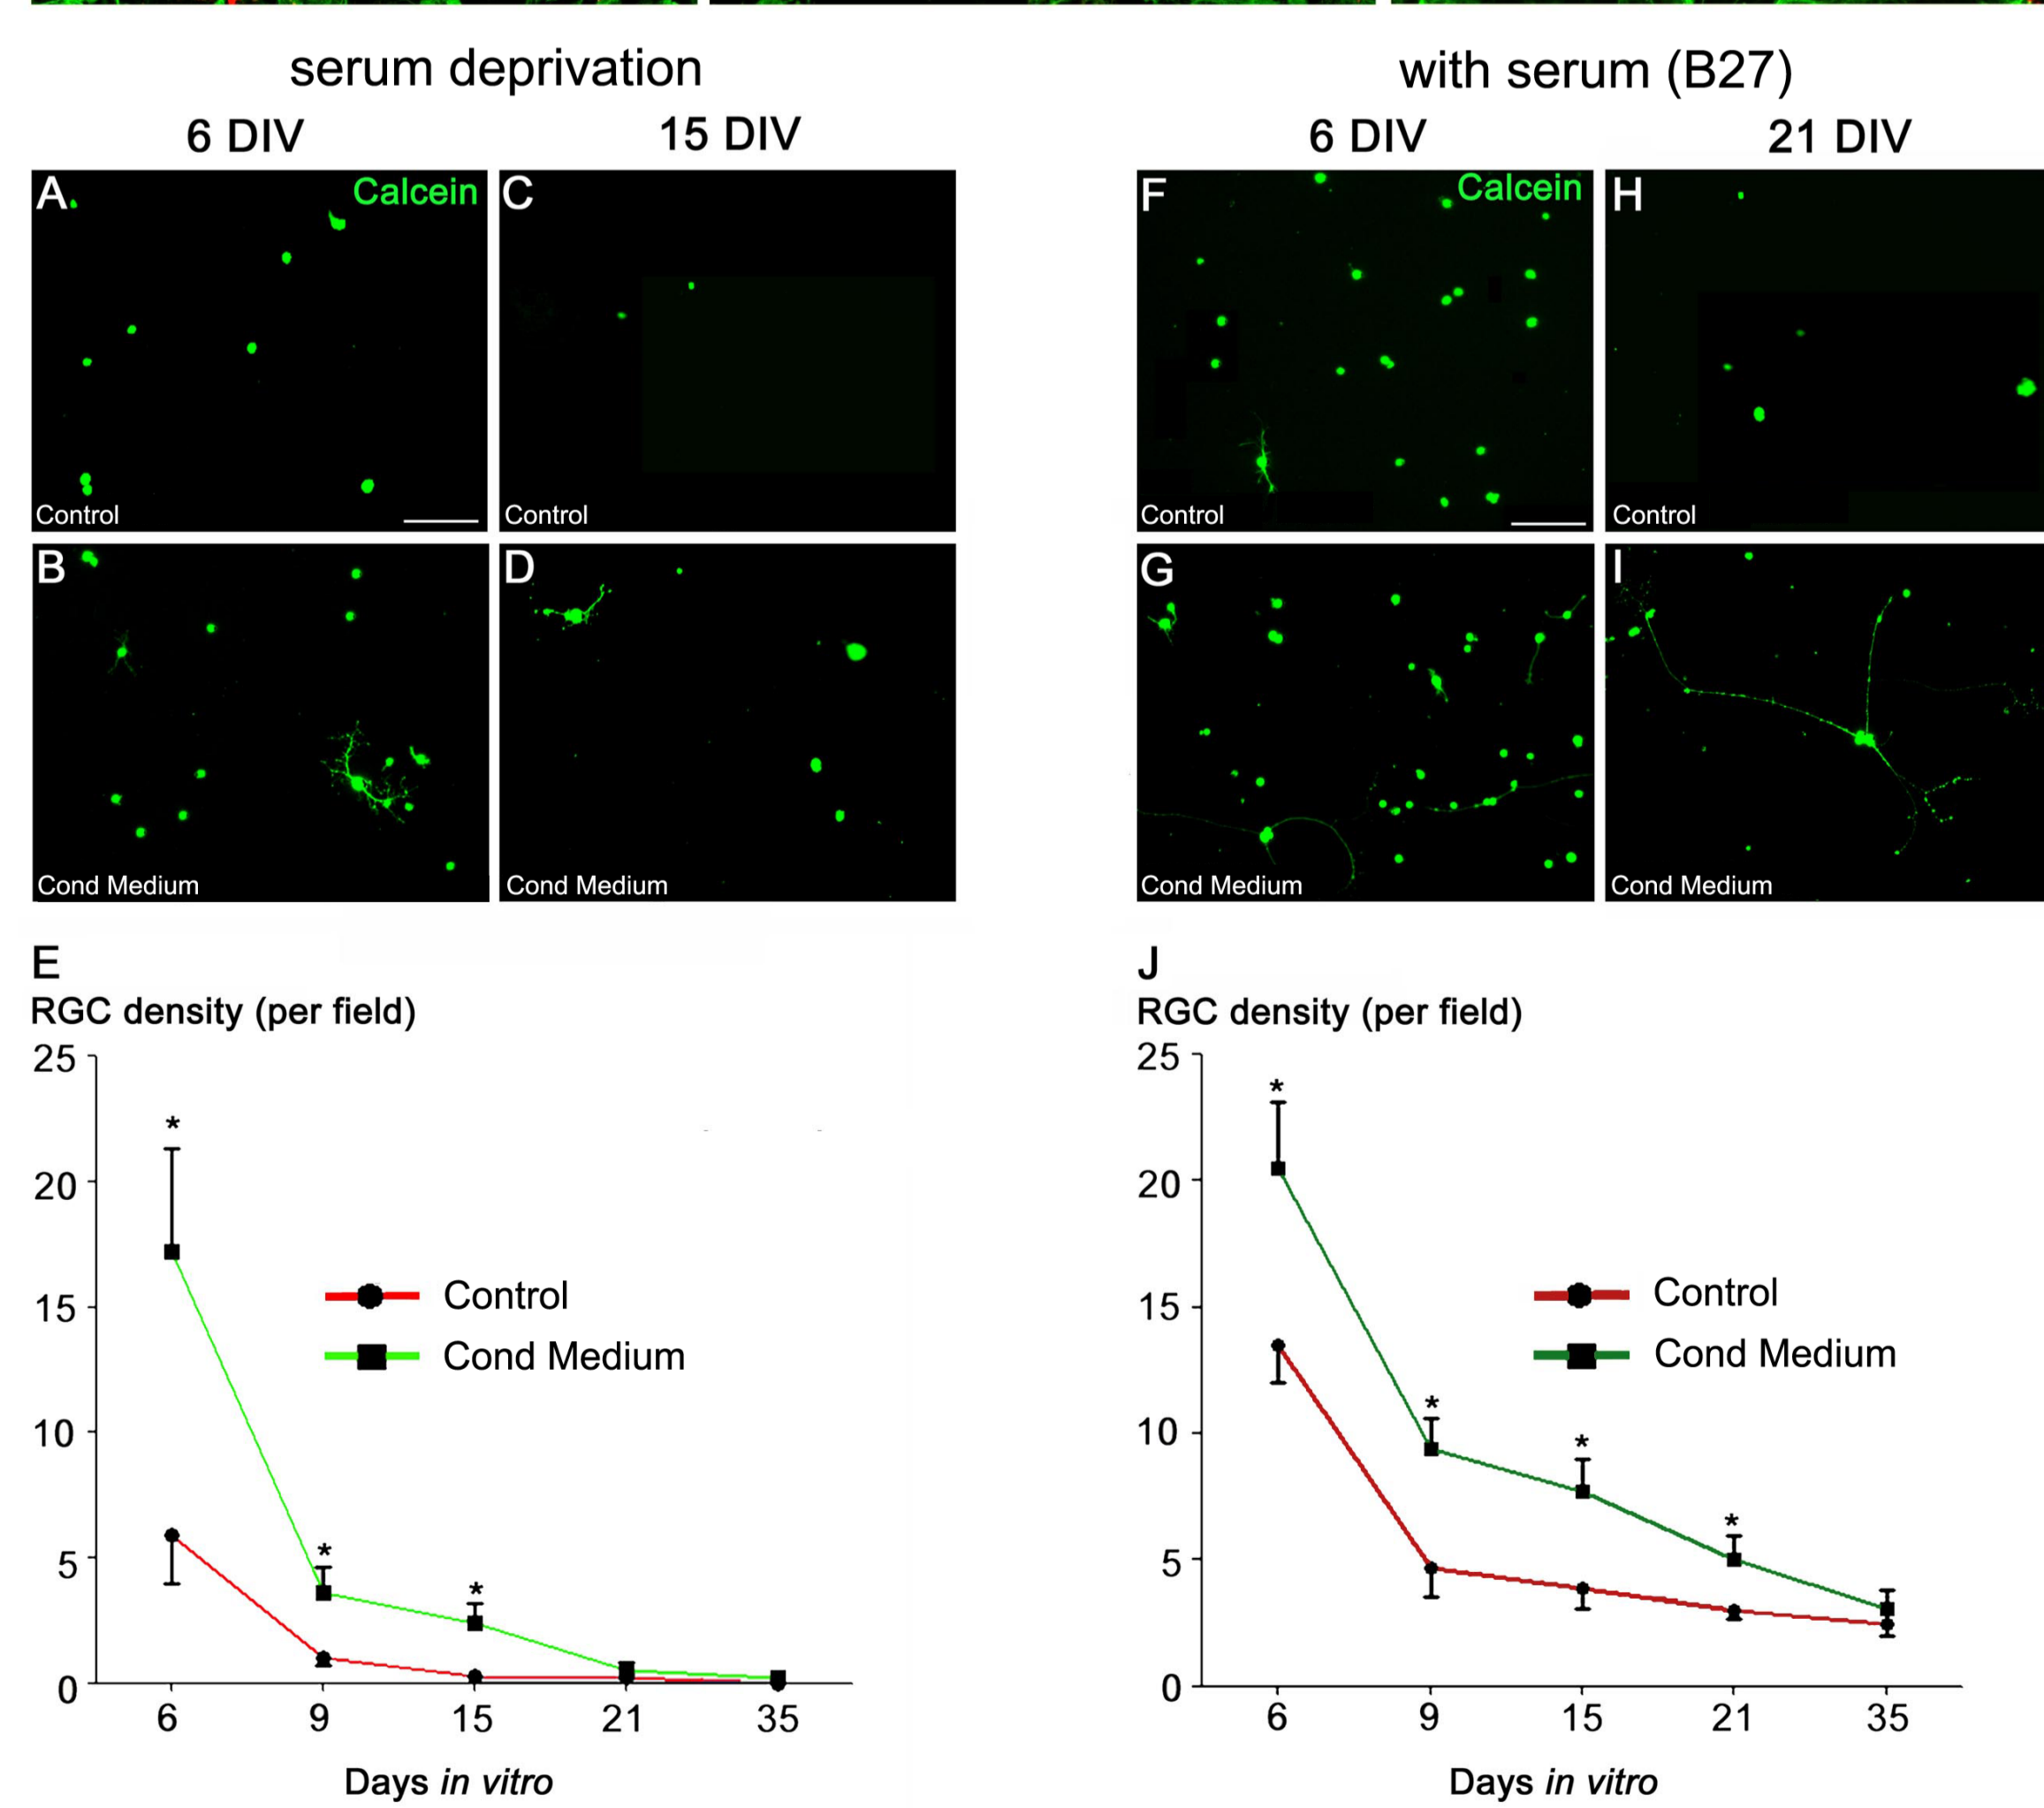 serum deprivation
with serum (B27)
6 DIV
15 DIV
6 DIV
21 DIV
A
Calcein
Control
C
Control
F
Calcein
Control
H
Control
B
Cond Medium
D
Cond Medium
G
Cond Medium
I
Cond Medium
E
RGC density (per field)
25
20
15
10
5
0
*
*
*
Control
Cond Medium
6
9
15
21
35
Days in vitro
J
RGC density (per field)
25
20
15
10
5
0
*
*
*
*
Control
Cond Medium
6
9
15
21
35
Days in vitro